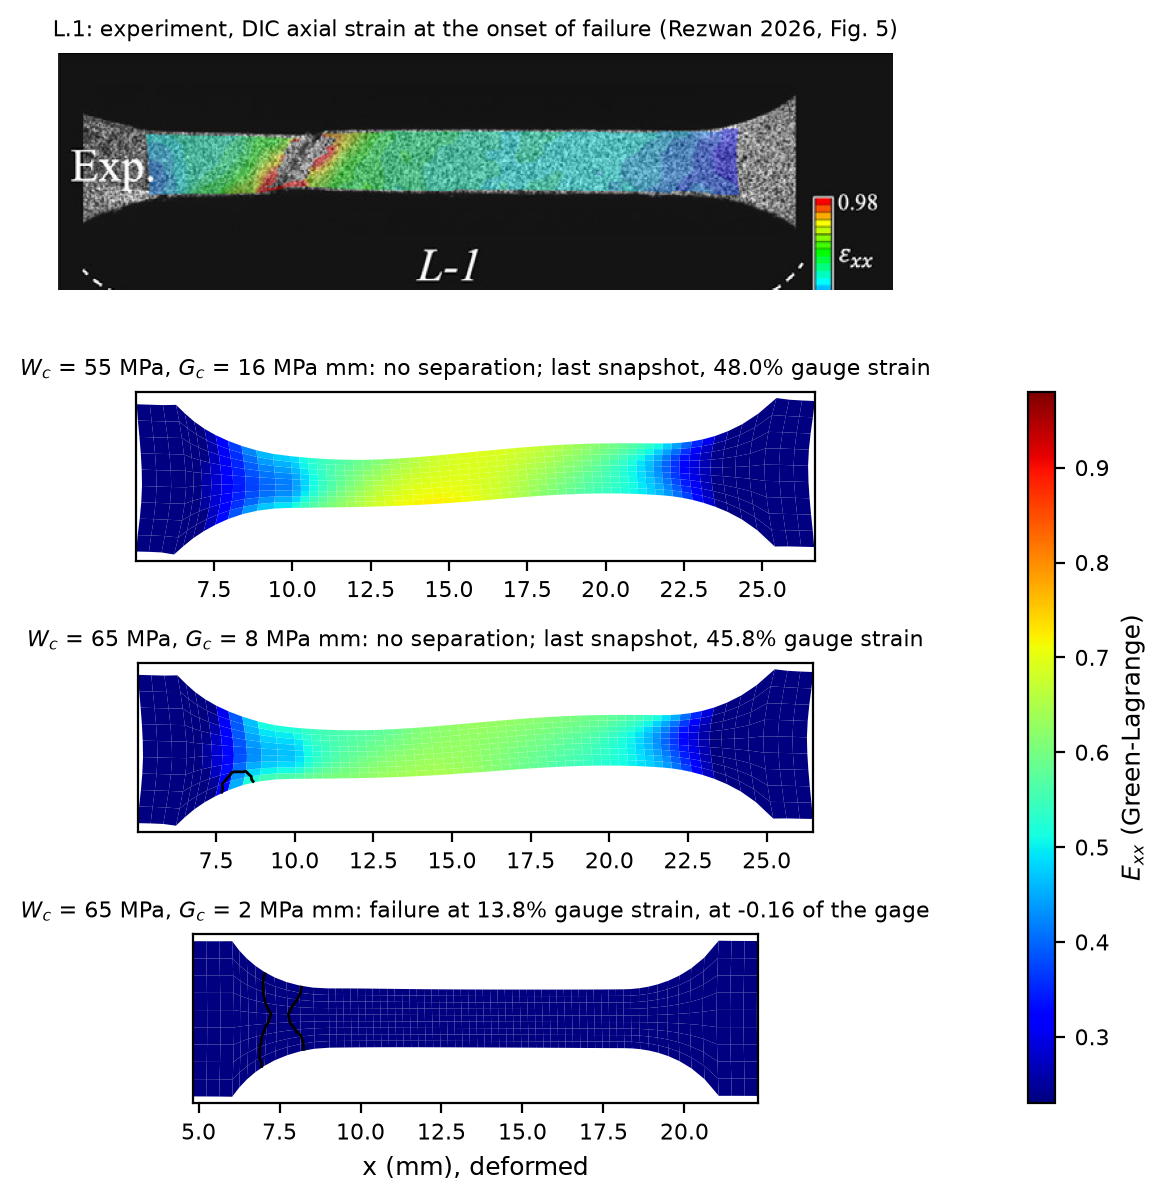 L.1: experiment, DIC axial strain at the onset of failure (Rezwan 2026, Fig. 5)
Exp.
0.98
εxx
L-1
Wc = 55 MPa, Gc = 16 MPa mm: no separation; last snapshot, 48.0% gauge strain
7.5 10.0 12.5 15.0 17.5 20.0 22.5 25.0
Wc = 65 MPa, Gc = 8 MPa mm: no separation; last snapshot, 45.8% gauge strain
7.5 10.0 12.5 15.0 17.5 20.0 22.5 25.0
Wc = 65 MPa, Gc = 2 MPa mm: failure at 13.8% gauge strain, at -0.16 of the gage
5.0 7.5 10.0 12.5 15.0 17.5 20.0
x (mm), deformed
0.9
0.8
0.7
0.6
0.5
0.4
0.3
Exx (Green-Lagrange)